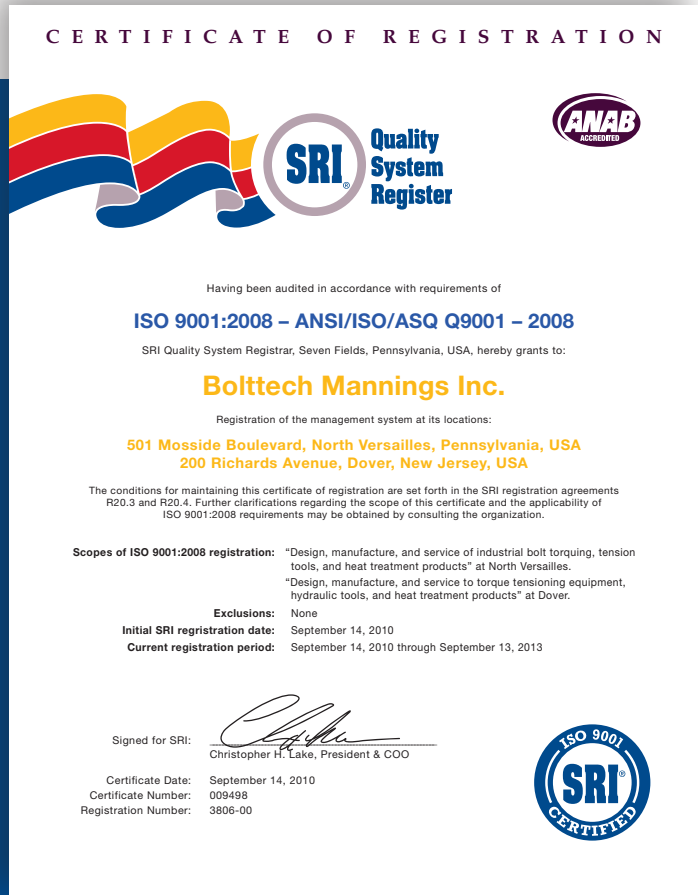 CERTIFICATE OF REGISTRATION
ANAB
ACCREDITED
SRI®
Quality
System
Register
Having been audited in accordance with requirements of
ISO 9001:2008 – ANSI/ISO/ASQ Q9001 – 2008
SRI Quality System Registrar, Seven Fields, Pennsylvania, USA, hereby grants to:
Bolttech Mannings Inc.
Registration of the management system at its locations:
501 Mosside Boulevard, North Versailles, Pennsylvania, USA
200 Richards Avenue, Dover, New Jersey, USA
The conditions for maintaining this certificate of registration are set forth in the SRI registration agreements
R20.3 and R20.4. Further clarifications regarding the scope of this certificate and the applicability of
ISO 9001:2008 requirements may be obtained by consulting the organization.
Scopes of ISO 9001:2008 registration: “Design, manufacture, and service of industrial bolt torquing, tension
tools, and heat treatment products” at North Versailles.
“Design, manufacture, and service to torque tensioning equipment,
hydraulic tools, and heat treatment products” at Dover.
Exclusions: None
Initial SRI regristration date: September 14, 2010
Current registration period: September 14, 2010 through September 13, 2013
Signed for SRI:
Christopher H. Lake, President & COO
Certificate Date: September 14, 2010
Certificate Number: 009498
Registration Number: 3806-00
ISO 9001
SRI®
CERTIFIED